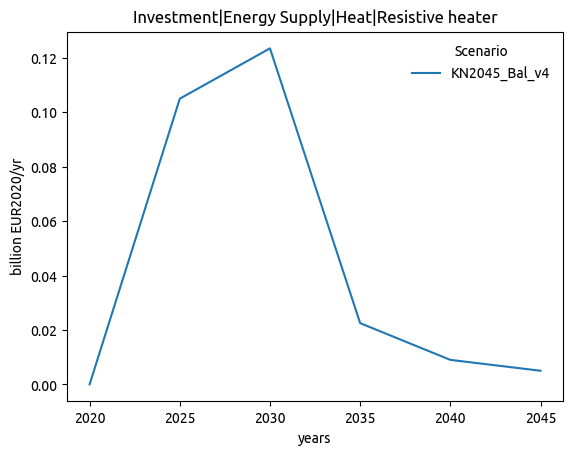 Investment|Energy Supply|Heat|Resistive heater
Scenario
KN2045_Bal_v4
billion EUR2020/yr
0.12
0.10
0.08
0.06
0.04
0.02
0.00
2020 2025 2030 2035 2040 2045
years